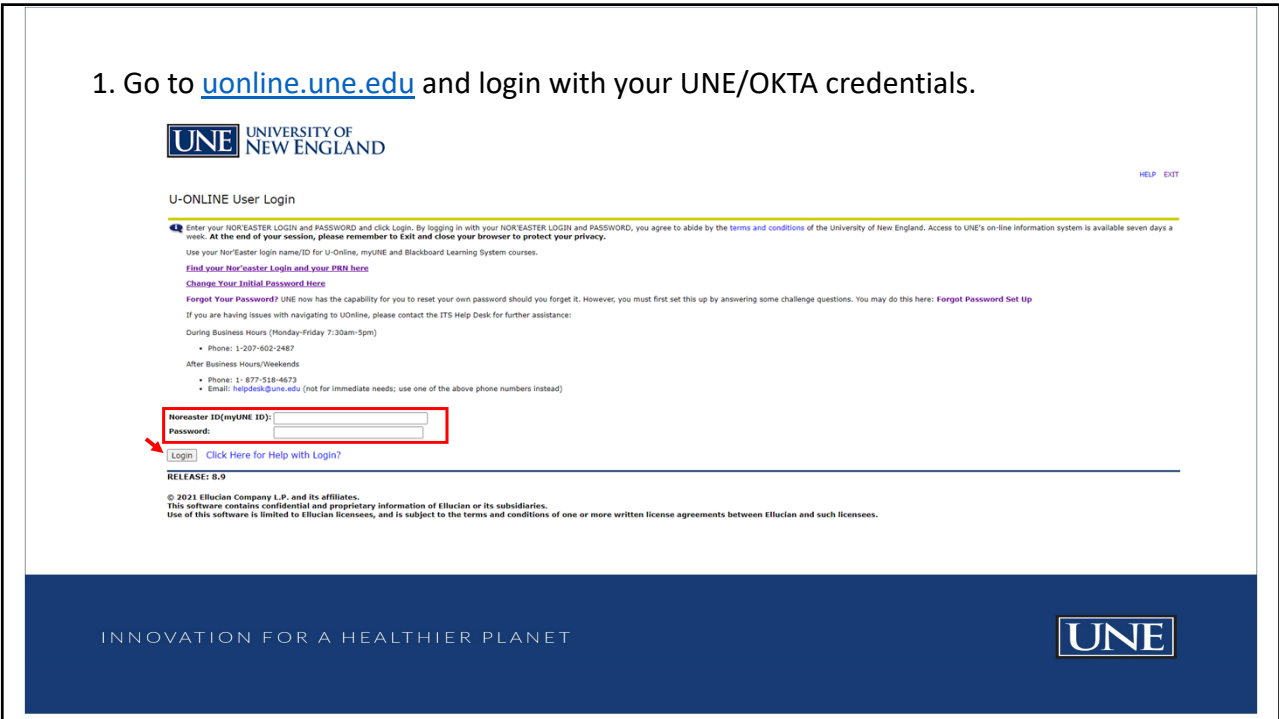 1. Go to uonline.une.edu and login with your UNE/OKTA credentials.
UNE UNIVERSITY OF
NEW ENGLAND
HELP EXIT
U-ONLINE User Login
Enter your NOR'EASTER LOGIN and PASSWORD and click Login. By logging in with your NOR'EASTER LOGIN and PASSWORD, you agree to abide by the terms and conditions of the University of New England. Access to UNE's on-line information system is available seven days a
week. At the end of your session, please remember to Exit and close your browser to protect your privacy.
Use your Nor'Easter login name/ID for U-Online, myUNE and Blackboard Learning System courses.
Find your Nor'easter Login and your PRN here
Change Your Initial Password Here
Forgot Your Password? UNE now has the capability for you to reset your own password should you forget it. However, you must first set this up by answering some challenge questions. You may do this here: Forgot Password Set Up
If you are having issues with navigating to UOnline, please contact the ITS Help Desk for further assistance:
During Business Hours (Monday-Friday 7:30am-5pm)
• Phone: 1-207-602-2487
After Business Hours/Weekends
• Phone: 1- 877-518-4673
• Email: helpdesk@une.edu (not for immediate needs; use one of the above phone numbers instead)
Noreaster ID(myUNE ID):
Password:
Login Click Here for Help with Login?
RELEASE: 8.9
© 2021 Ellucian Company L.P. and its affiliates.
This software contains confidential and proprietary information of Ellucian or its subsidiaries.
Use of this software is limited to Ellucian licensees, and is subject to the terms and conditions of one or more written license agreements between Ellucian and such licensees.
INNOVATION FOR A HEALTHIER PLANET
UNE